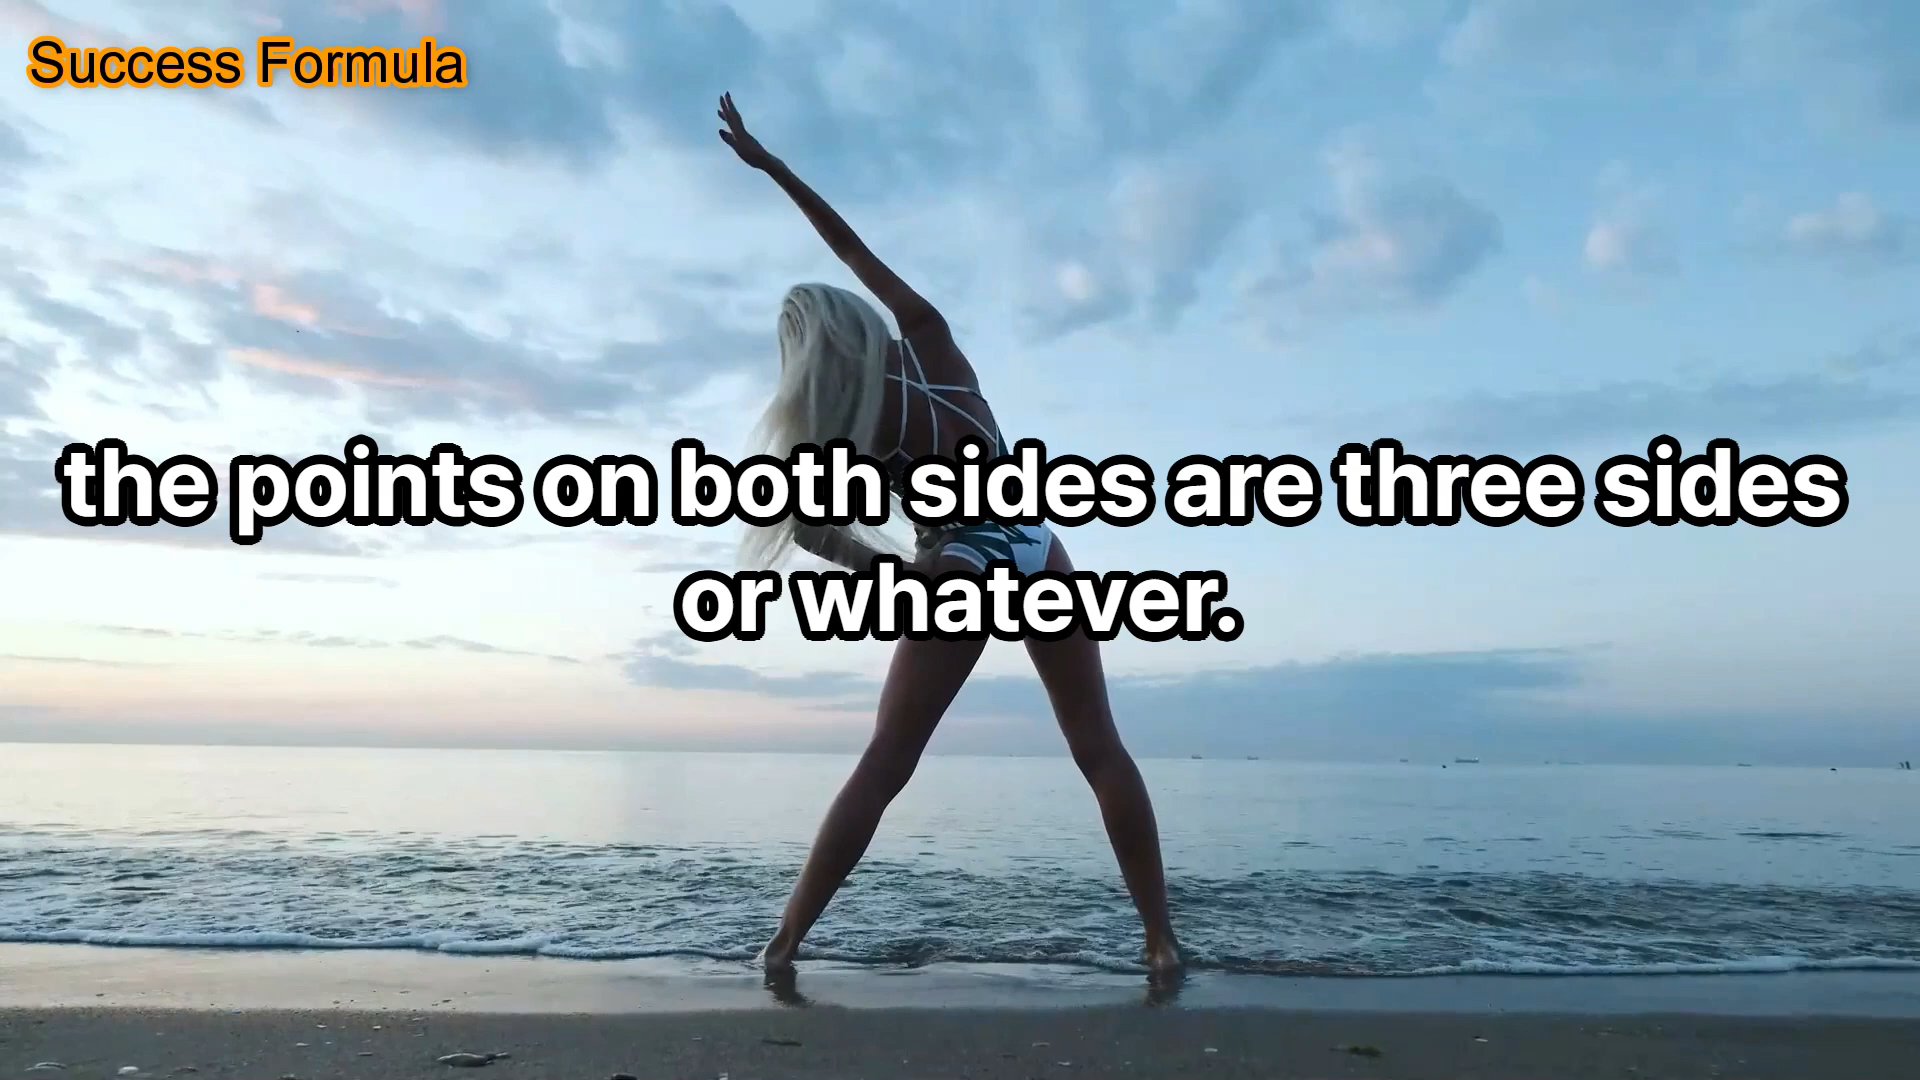 Success Formula
the points on both sides are three sides
or whatever.